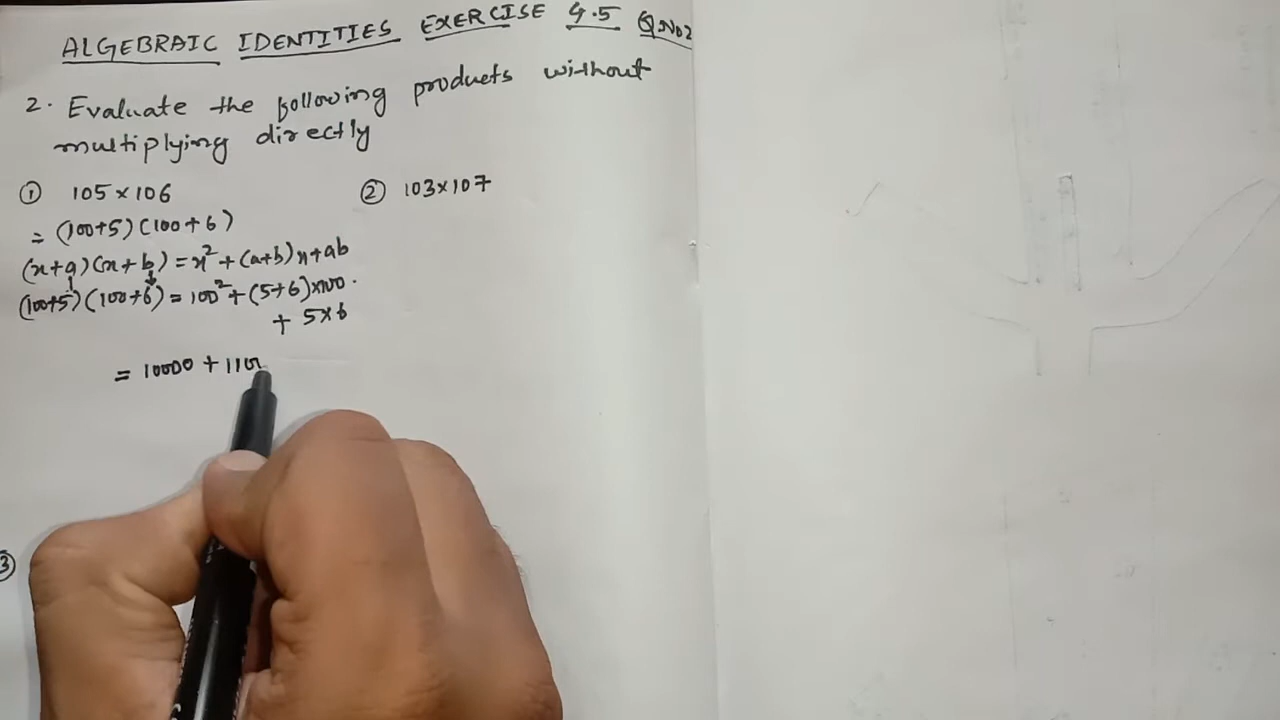 ALGEBRAIC IDENTITIES EXERCISE 4.5 QNo2
2. Evaluate the following products without
multiplying directly
① 105 × 106
② 103×107
= (100+5) (100+6)
(x+a)(x+b) = x² + (a+b)x+ab
(100+5)(100+6) = 100² + (5+6)×100
+ 5×6
= 10000 + 1100
③